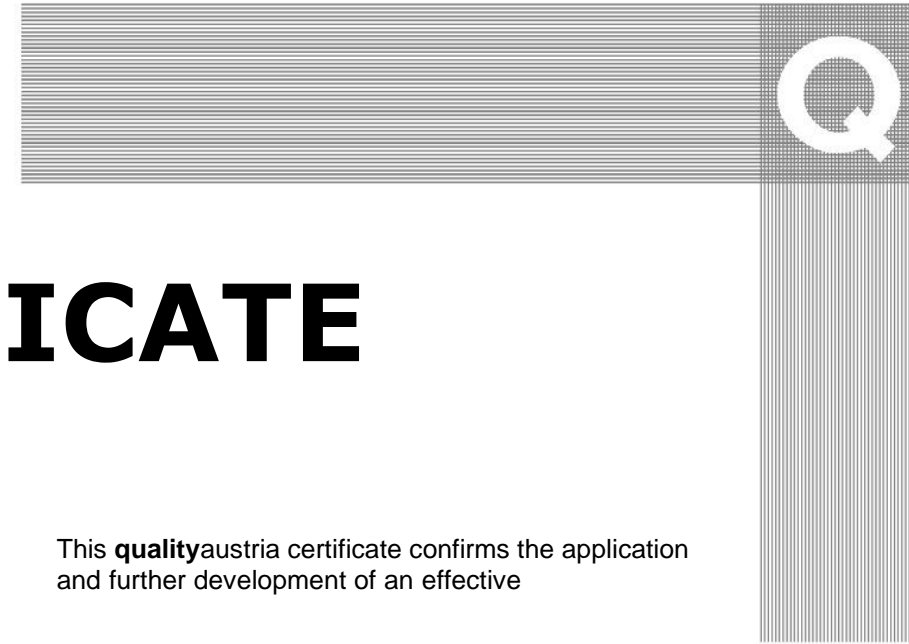 Q
ICATE
This qualityaustria certificate confirms the application
and further development of an effective